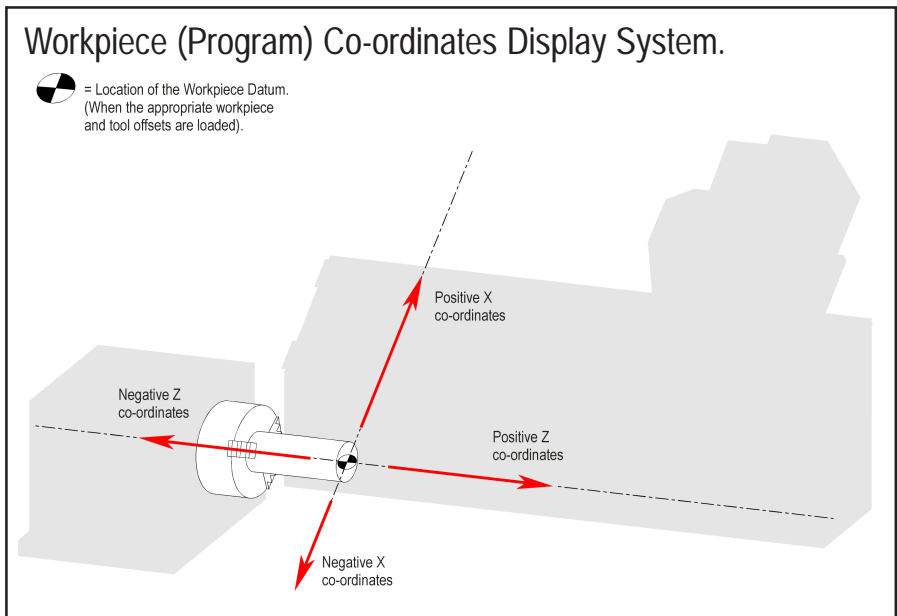 Workpiece (Program) Co-ordinates Display System.
= Location of the Workpiece Datum.
(When the appropriate workpiece
and tool offsets are loaded).
Positive X
co-ordinates
Negative Z
co-ordinates
Positive Z
co-ordinates
Negative X
co-ordinates